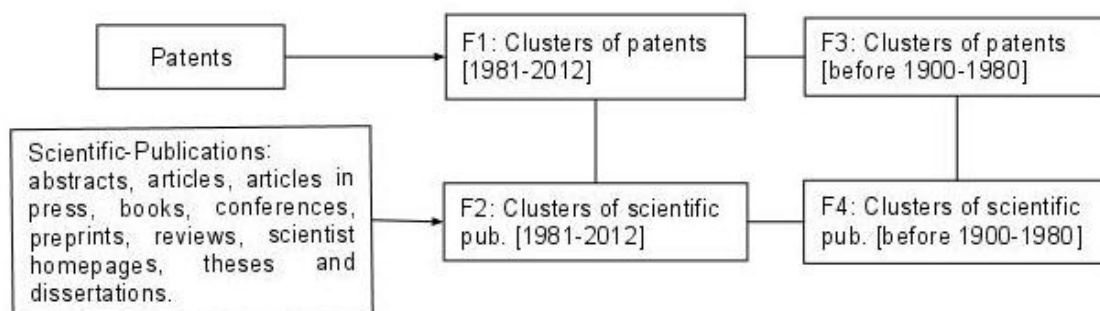 Patents
F1: Clusters of patents
[1981-2012]
F3: Clusters of patents
[before 1900-1980]
Scientific-Publications:
abstracts, articles, articles in
press, books, conferences,
preprints, reviews, scientist
homepages, theses and
dissertations.
F2: Clusters of scientific
pub. [1981-2012]
F4: Clusters of scientific
pub. [before 1900-1980]